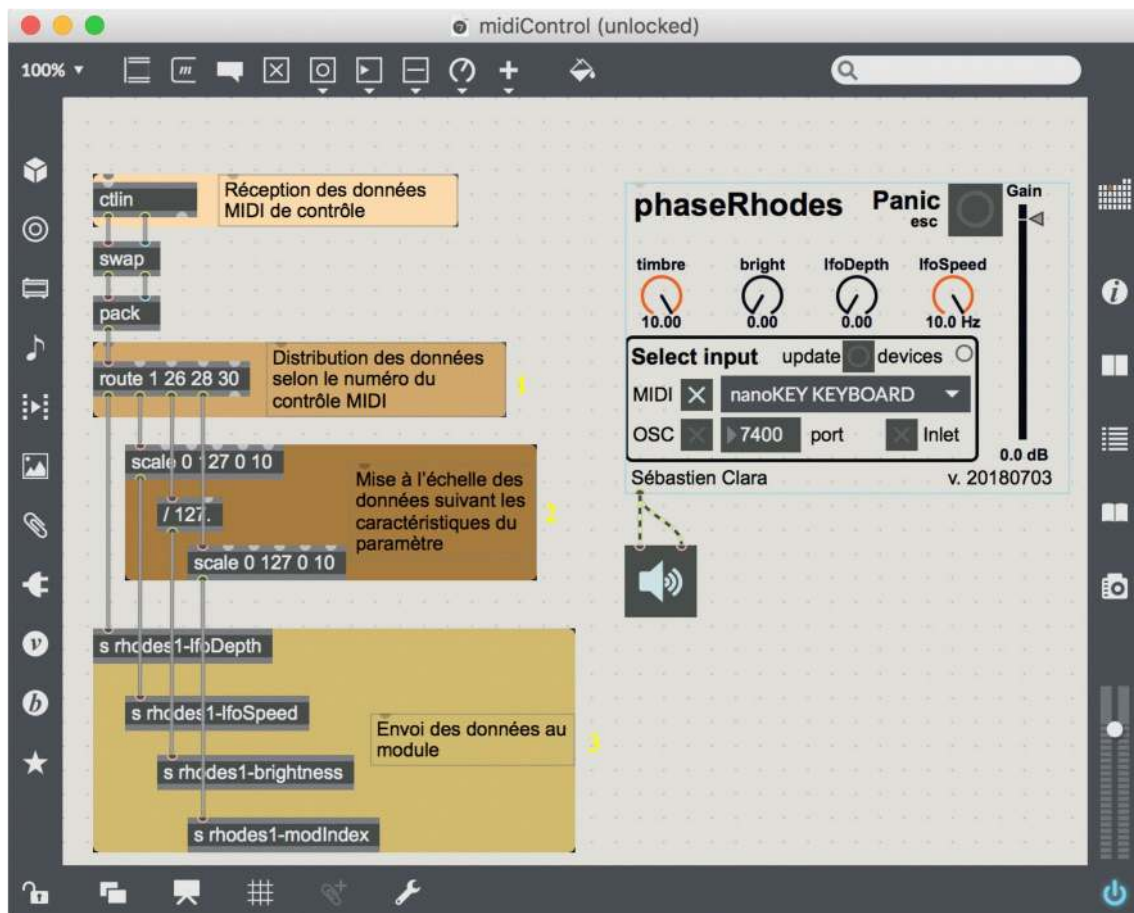 midiControl (unlocked)
100%
m
ctlin
Réception des données
MIDI de contrôle
swap
pack
route 1 26 28 30
Distribution des données
selon le numéro du
contrôle MIDI
1
scale 0 127 0 10
/ 127.
scale 0 127 0 10
Mise à l'échelle des
données suivant les
caractéristiques du
paramètre
2
s rhodes1-lfoDepth
s rhodes1-lfoSpeed
s rhodes1-brightness
s rhodes1-modIndex
Envoi des données au
module
3
phaseRhodes
Panic
esc
Gain
timbre
bright
lfoDepth
lfoSpeed
10.00
0.00
0.00
10.0 Hz
Select input
update
devices
MIDI
nanoKEY KEYBOARD
OSC
7400
port
Inlet
0.0 dB
Sébastien Clara
v. 20180703
i
v
b